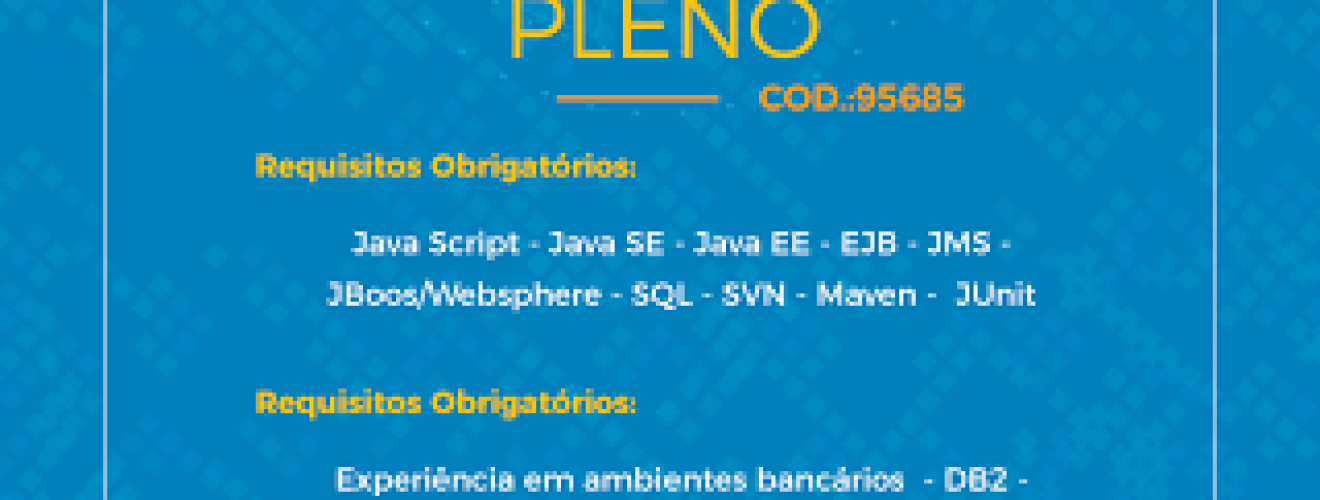 PLENO
COD.:95685
Requisitos Obrigatórios:
Java Script - Java SE - Java EE - EJB - JMS -
JBoos/Websphere - SQL - SVN - Maven - JUnit
Requisitos Obrigatórios:
Experiência em ambientes bancários - DB2 -